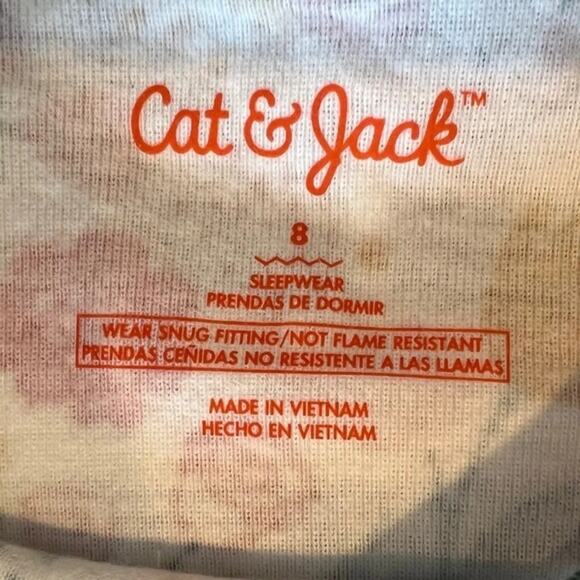 Cat & Jack™
8
SLEEPWEAR
PRENDAS DE DORMIR
WEAR SNUG FITTING/NOT FLAME RESISTANT
PRENDAS CEÑIDAS NO RESISTENTE A LAS LLAMAS
MADE IN VIETNAM
HECHO EN VIETNAM